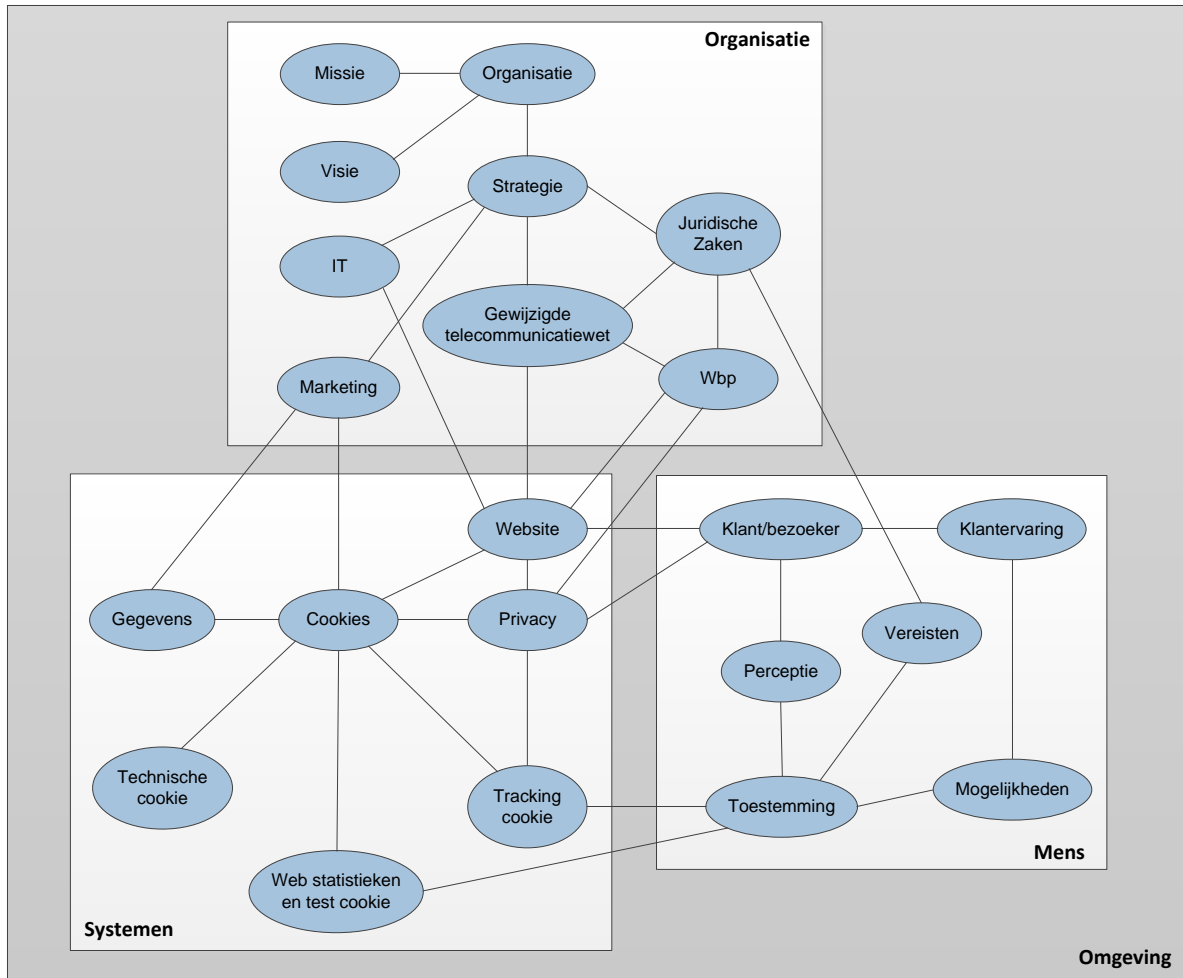 Organisatie
Missie
Organisatie
Visie
Strategie
Juridische
Zaken
IT
Gewijzigde
telecommunicatiewet
Marketing
Wbp
Website
Klant/bezoeker
Klantervaring
Gegevens
Cookies
Privacy
Vereisten
Perceptie
Technische
cookie
Tracking
cookie
Toestemming
Mogelijkheden
Mens
Web statistieken
en test cookie
Systemen
Omgeving